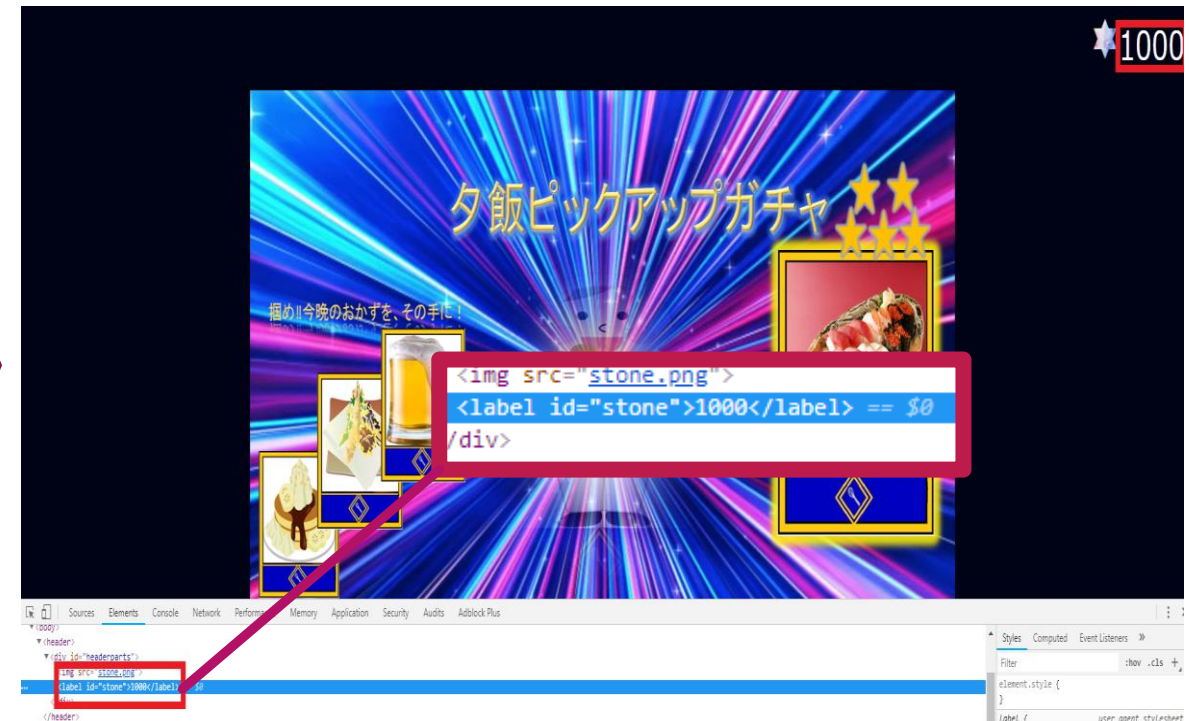 1000
夕飯ピックアップガチャ
掴め!!今晩のおかずを、その手に!
<img src="stone.png">
<label id="stone">1000</label> == $0
/div>
Sources Elements Console Network Performa Memory Application Security Audits Adblock Plus
▼<body>
▼<header>
▼<div id="headerparts">
<img src="stone.png">
<label id="stone">1000</label> == $0
</header>
Styles Computed Event Listeners »
Filter :hov .cls +
element.style {
}
label { user agent stylesheet